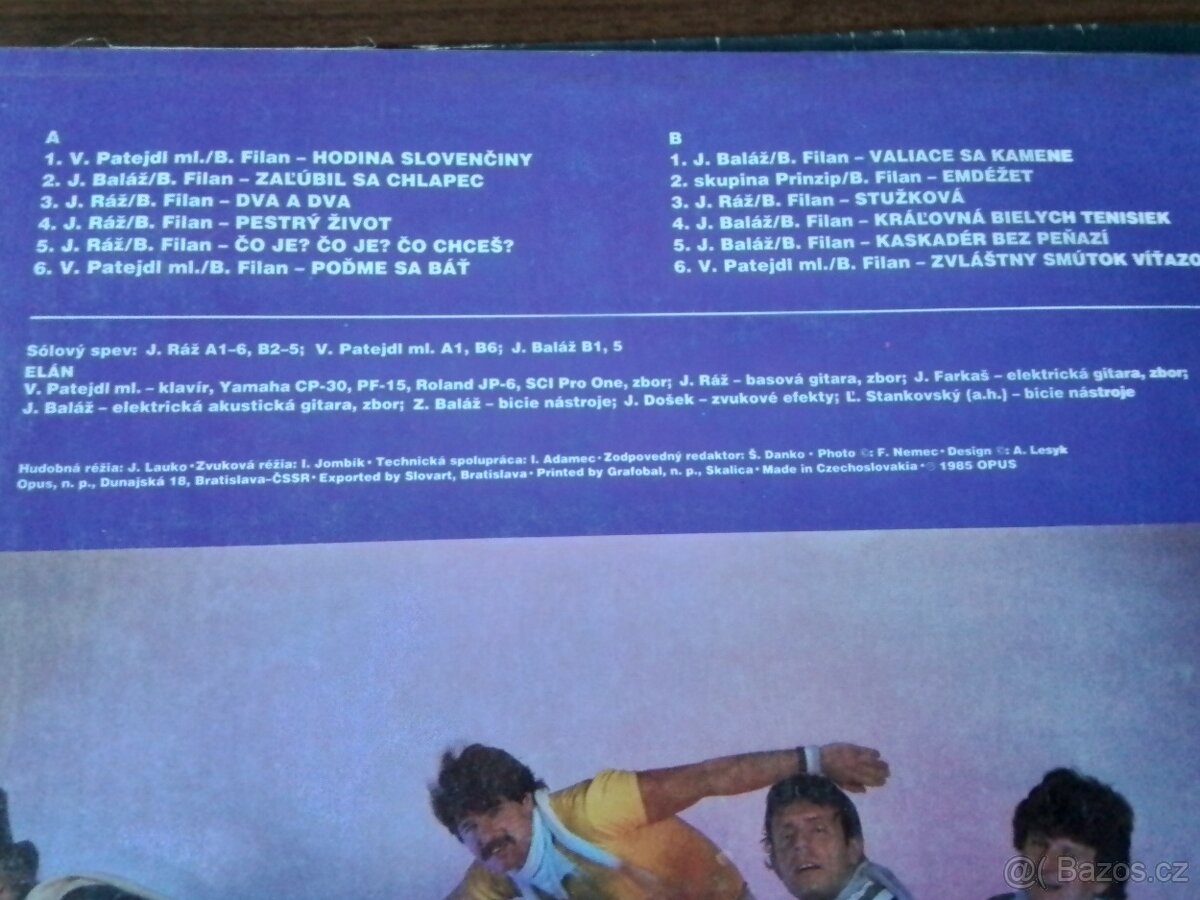 A
1. V. Patejdl ml./B. Filan – HODINA SLOVENČINY
2. J. Baláž/B. Filan – ZAĽÚBIL SA CHLAPEC
3. J. Ráž/B. Filan – DVA A DVA
4. J. Ráž/B. Filan – PESTRÝ ŽIVOT
5. J. Ráž/B. Filan – ČO JE? ČO JE? ČO CHCEŠ?
6. V. Patejdl ml./B. Filan – POĎME SA BÁŤ
B
1. J. Baláž/B. Filan – VALIACE SA KAMENE
2. skupina Prinzip/B. Filan – EMDÉŽET
3. J. Ráž/B. Filan – STUŽKOVÁ
4. J. Baláž/B. Filan – KRÁĽOVNÁ BIELYCH TENISIEK
5. J. Baláž/B. Filan – KASKADÉR BEZ PEŇAZÍ
6. V. Patejdl ml./B. Filan – ZVLÁŠTNY SMÚTOK VÍŤAZO
Sólový spev: J. Ráž A1–6, B2–5; V. Patejdl ml. A1, B6; J. Baláž B1, 5
ELÁN
V. Patejdl ml. – klavír, Yamaha CP-30, PF-15, Roland JP-6, SCI Pro One, zbor; J. Ráž – basová gitara, zbor; J. Farkaš – elektrická gitara, zbor;
J. Baláž – elektrická akustická gitara, zbor; Z. Baláž – bicie nástroje; J. Došek – zvukové efekty; Ľ. Stankovský (a.h.) – bicie nástroje
Hudobná réžia: J. Lauko • Zvuková réžia: I. Jombík • Technická spolupráca: I. Adamec • Zodpovedný redaktor: Š. Danko • Photo ©: F. Nemec • Design ©: A. Lesyk
Opus, n. p., Dunajská 18, Bratislava-ČSSR • Exported by Slovart, Bratislava • Printed by Grafobal, n. p., Skalica • Made in Czechoslovakia • ℗ 1985 OPUS
@( Bazos.cz